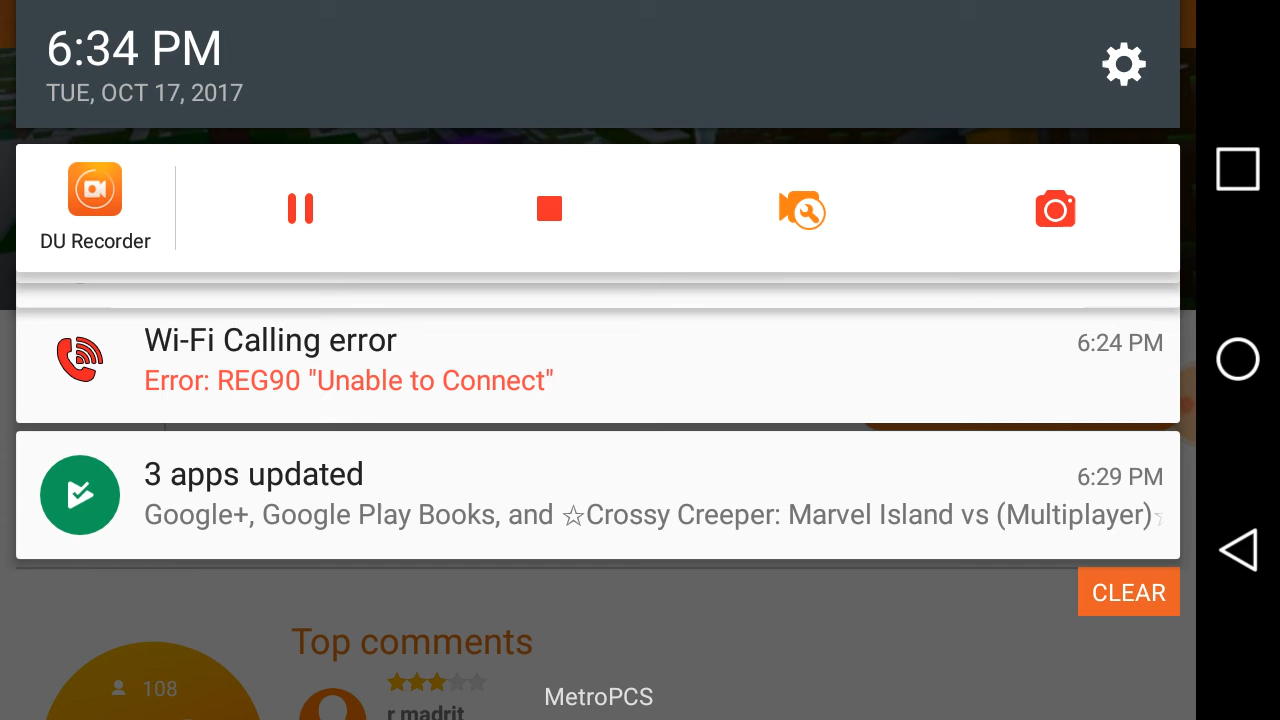 6:34 PM
TUE, OCT 17, 2017
DU Recorder
Wi-Fi Calling error
6:24 PM
Error: REG90 "Unable to Connect"
3 apps updated
6:29 PM
Google+, Google Play Books, and ☆Crossy Creeper: Marvel Island vs (Multiplayer)☆
CLEAR
Top comments
108
r madrit
MetroPCS